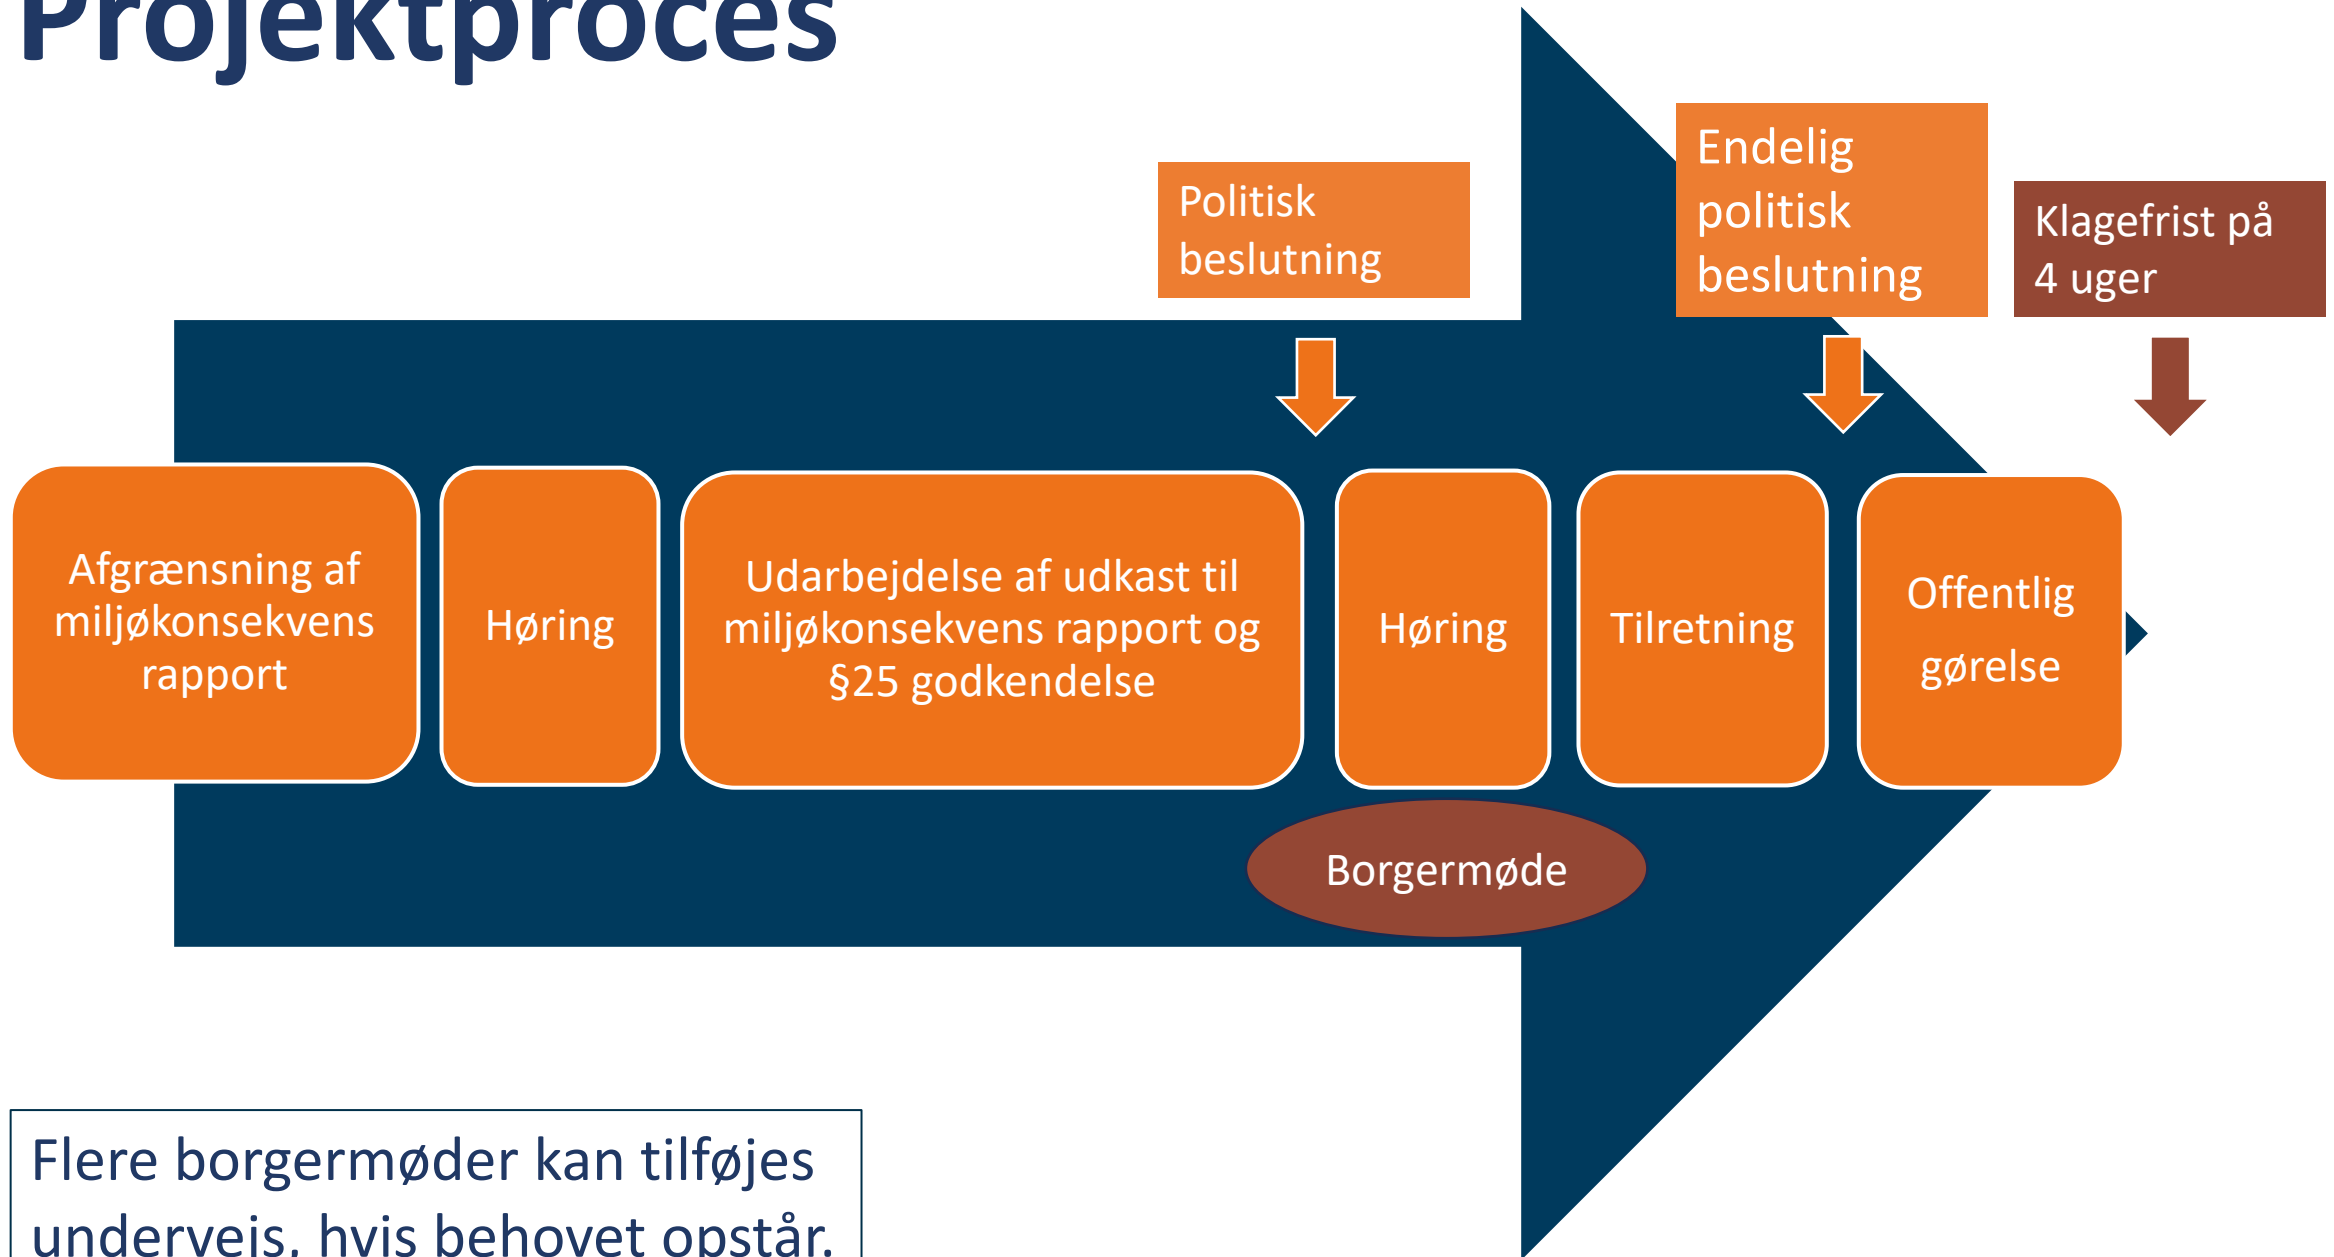 Projektproces
Politisk
beslutning
Endelig
politisk
beslutning
Klagefrist på
4 uger
Afgrænsning af
miljøkonsekvens
rapport
Høring
Udarbejdelse af udkast til
miljøkonsekvens rapport og
§25 godkendelse
Høring
Tilretning
Offentlig
gørelse
Borgermøde
Flere borgermøder kan tilføjes
undervejs, hvis behovet opstår.